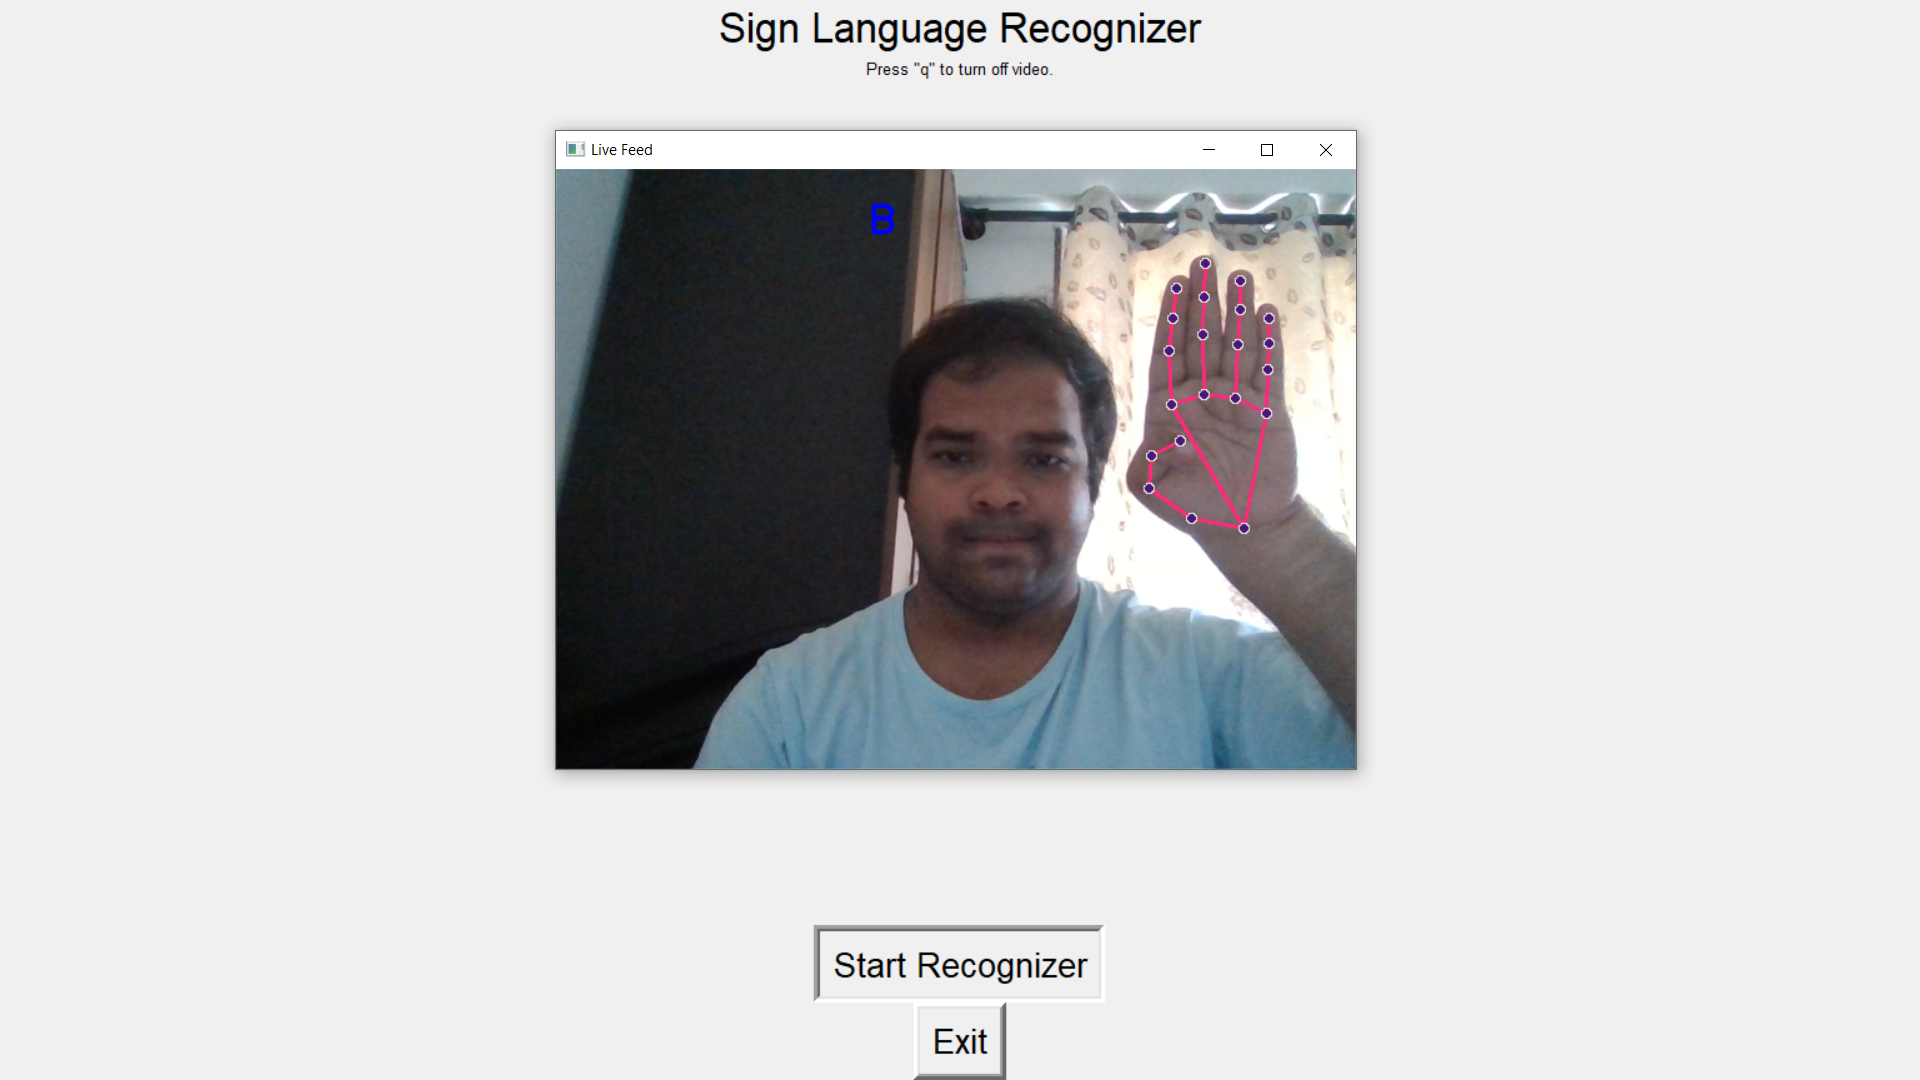 Sign Language Recognizer
Press "q" to turn off video.
Live Feed
B
Start Recognizer
Exit